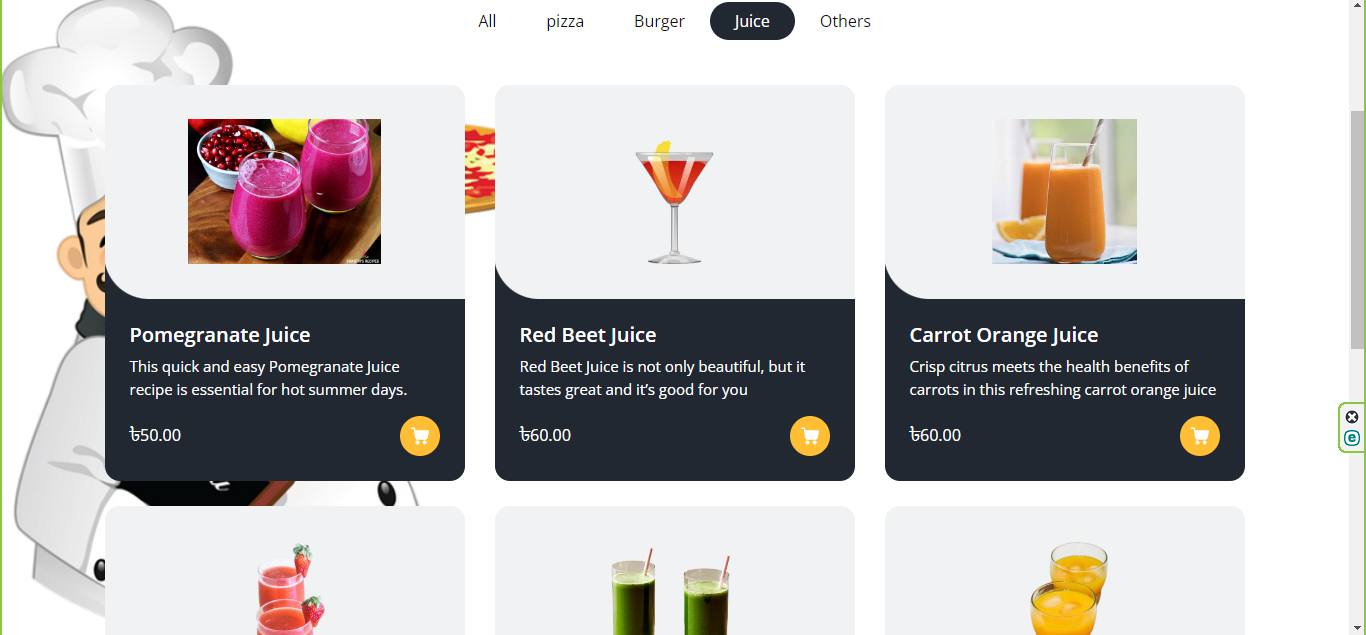 All
pizza
Burger
Juice
Others
Pomegranate Juice
This quick and easy Pomegranate Juice
recipe is essential for hot summer days.
৳50.00
Red Beet Juice
Red Beet Juice is not only beautiful, but it
tastes great and it’s good for you
৳60.00
Carrot Orange Juice
Crisp citrus meets the health benefits of
carrots in this refreshing carrot orange juice
৳60.00
e